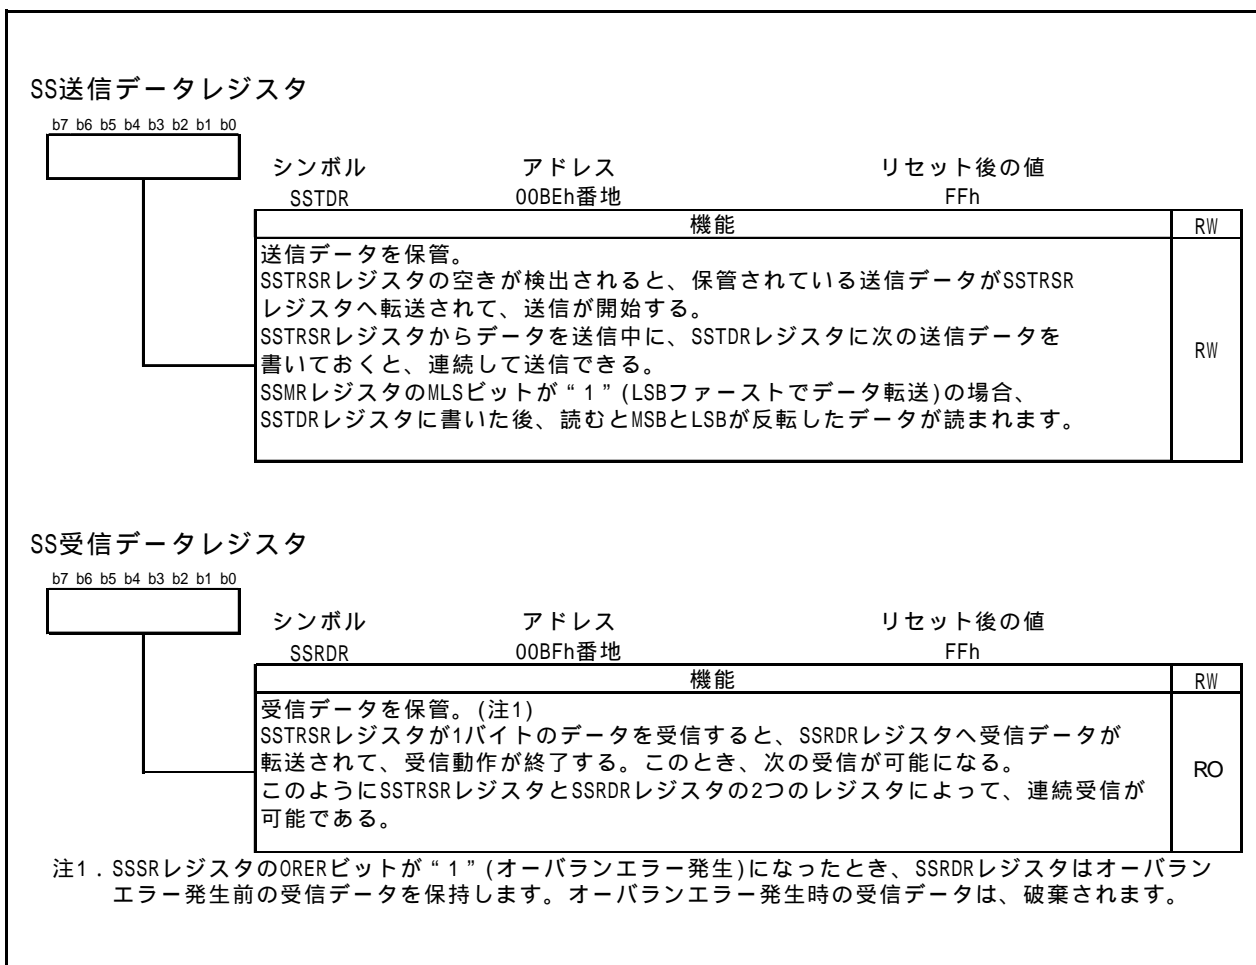 SS送信データレジスタ
b7 b6 b5 b4 b3 b2 b1 b0
シンボル アドレス リセット後の値
SSTDR 00BEh番地 FFh
機能 RW
送信データを保管。
SSTRSRレジスタの空きが検出されると、保管されている送信データがSSTRSR
レジスタへ転送されて、送信が開始する。
SSTRSRレジスタからデータを送信中に、SSTDRレジスタに次の送信データを
書いておくと、連続して送信できる。
SSMRレジスタのMLSビットが“1”(LSBファーストでデータ転送)の場合、
SSTDRレジスタに書いた後、読むとMSBとLSBが反転したデータが読まれます。
RW
SS受信データレジスタ
b7 b6 b5 b4 b3 b2 b1 b0
シンボル アドレス リセット後の値
SSRDR 00BFh番地 FFh
機能 RW
受信データを保管。(注1)
SSTRSRレジスタが1バイトのデータを受信すると、SSRDRレジスタへ受信データが
転送されて、受信動作が終了する。このとき、次の受信が可能になる。
このようにSSTRSRレジスタとSSRDRレジスタの2つのレジスタによって、連続受信が
可能である。
RO
注1．SSSRレジスタのORERビットが“1”(オーバランエラー発生)になったとき、SSRDRレジスタはオーバラン
エラー発生前の受信データを保持します。オーバランエラー発生時の受信データは、破棄されます。